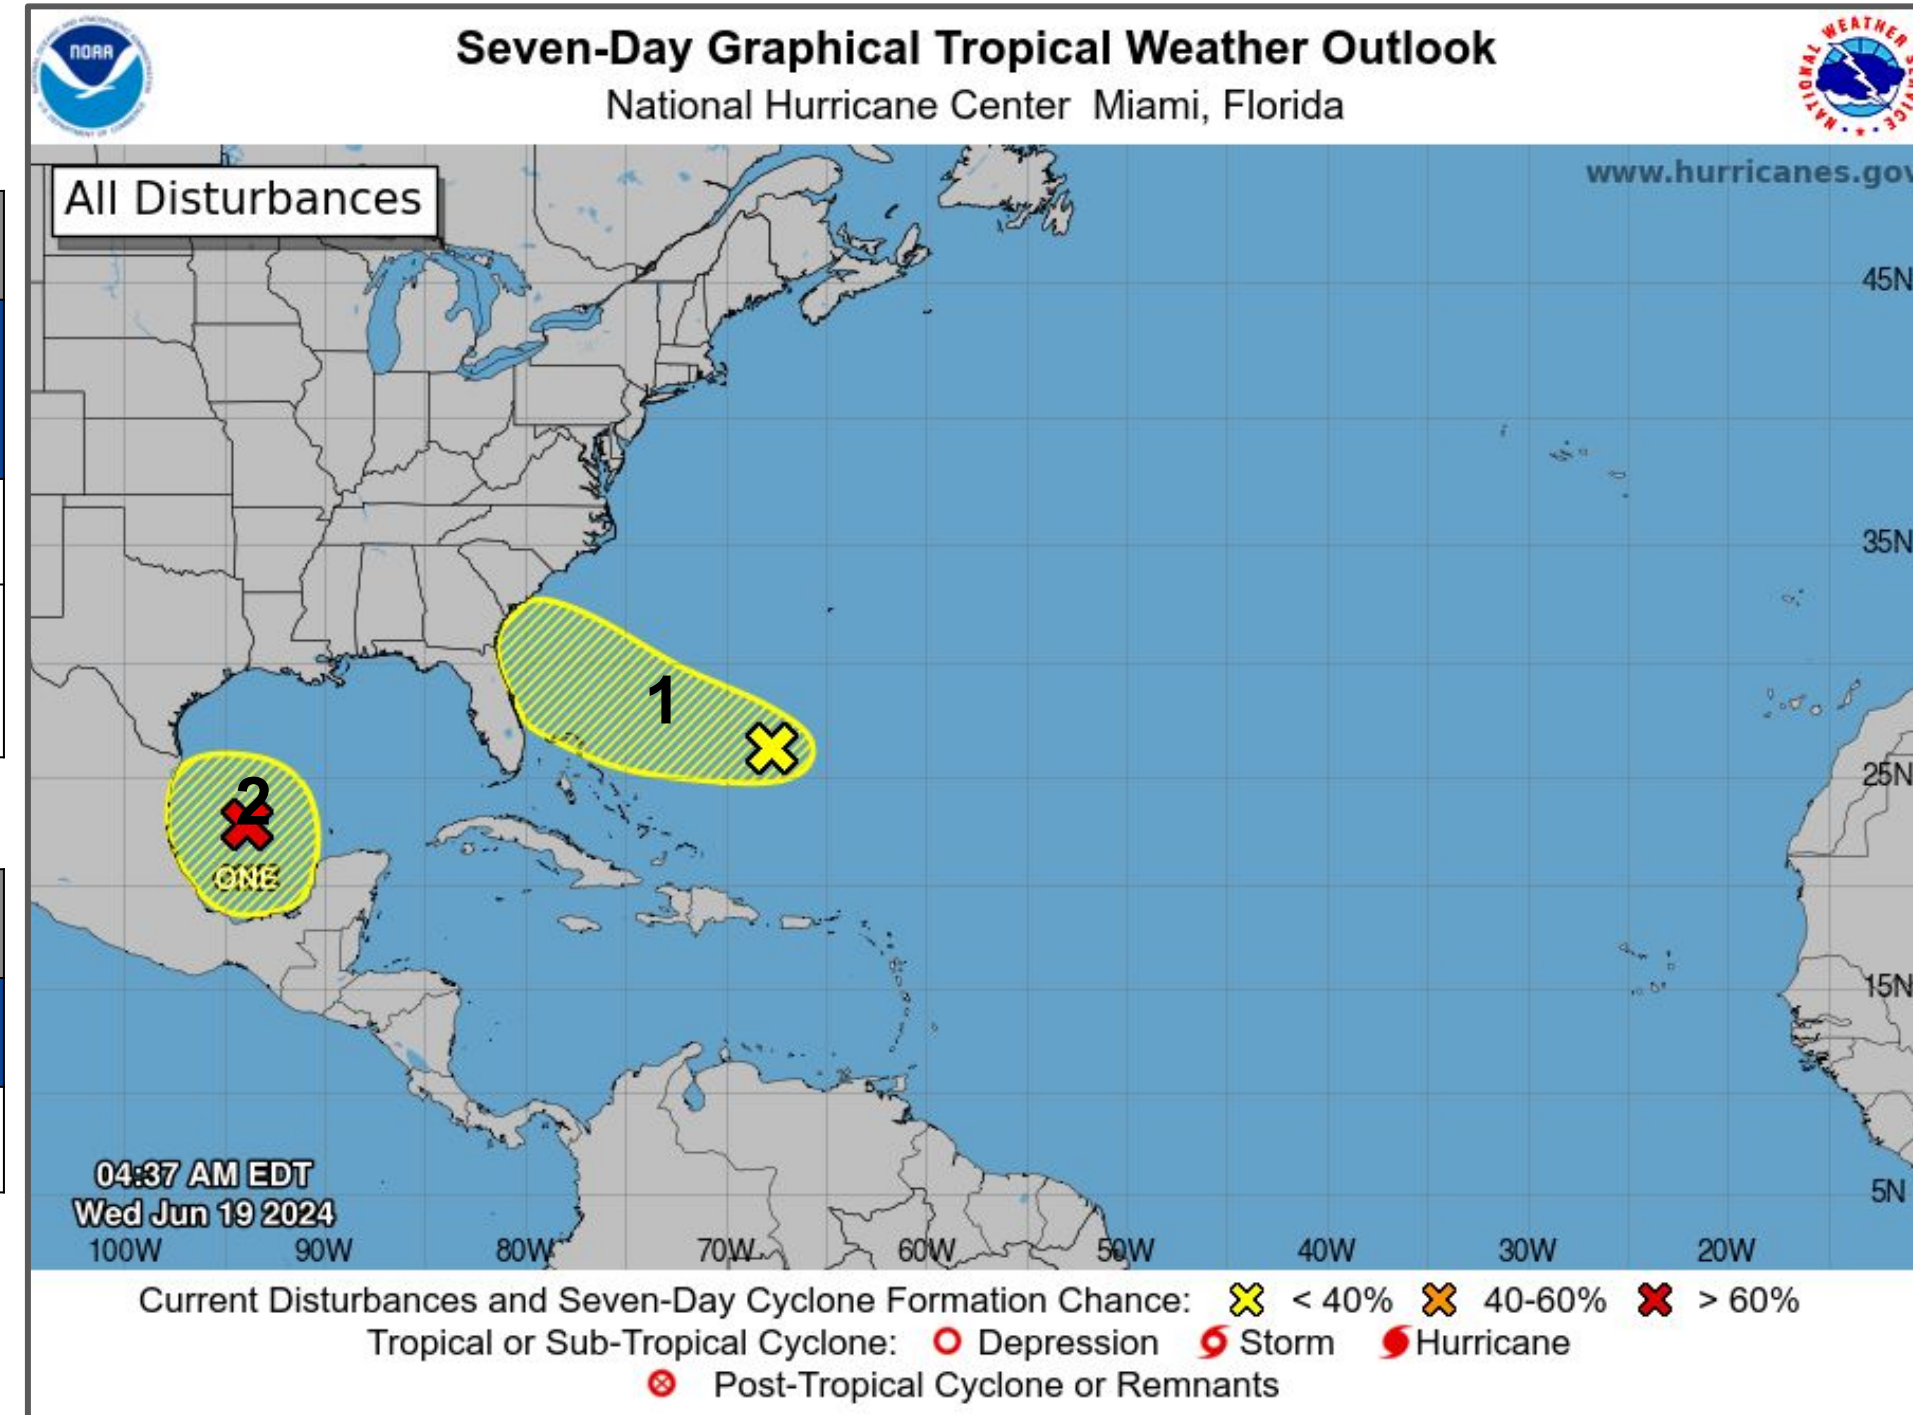 Seven-Day Graphical Tropical Weather Outlook
National Hurricane Center Miami, Florida
NOAA
All Disturbances
www.hurricanes.gov
45N
35N
1
25N
2
ONE
15N
04:37 AM EDT
Wed Jun 19 2024
5N
100W 90W 80W 70W 60W 50W 40W 30W 20W
Current Disturbances and Seven-Day Cyclone Formation Chance: < 40% 40-60% > 60%
Tropical or Sub-Tropical Cyclone: Depression Storm Hurricane
Post-Tropical Cyclone or Remnants